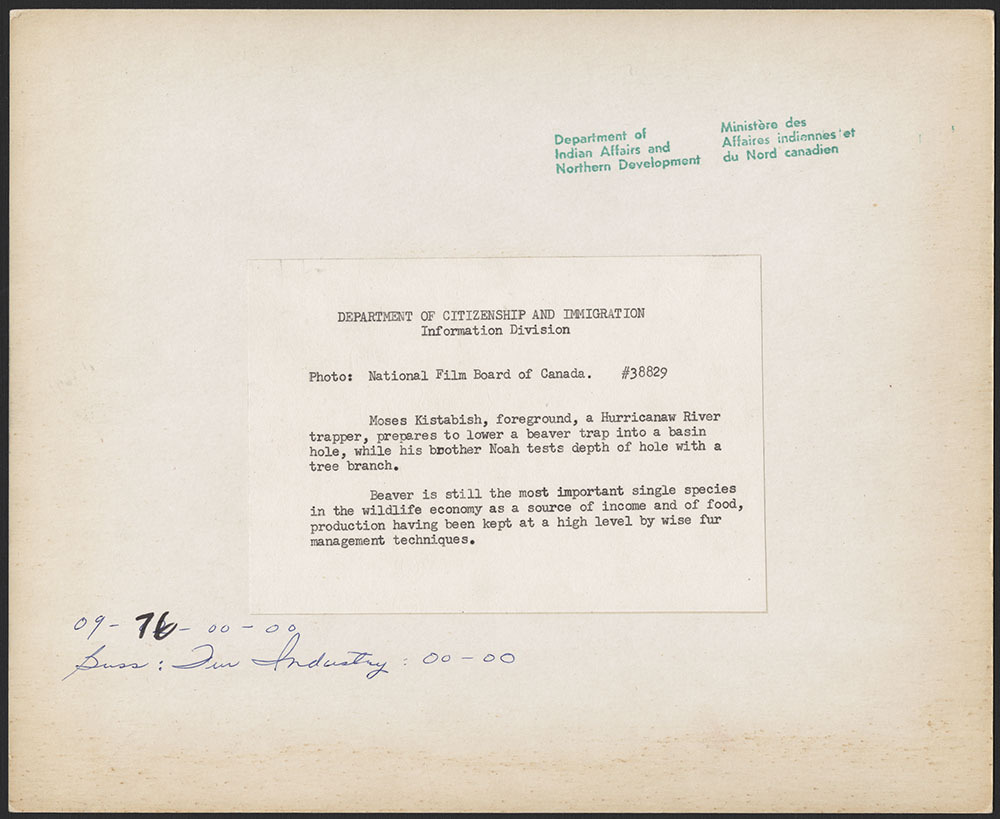 Department of
Indian Affairs and
Northern Development
Ministère des
Affaires indiennes et
du Nord canadien
DEPARTMENT OF CITIZENSHIP AND IMMIGRATION
Information Division
Photo: National Film Board of Canada. #38829
Moses Kistabish, foreground, a Hurricanaw River
trapper, prepares to lower a beaver trap into a basin
hole, while his brother Noah tests depth of hole with a
tree branch.
Beaver is still the most important single species
in the wildlife economy as a source of income and of food,
production having been kept at a high level by wise fur
management techniques.
09-76-00-00
Buss: Fur Industry: 00-00